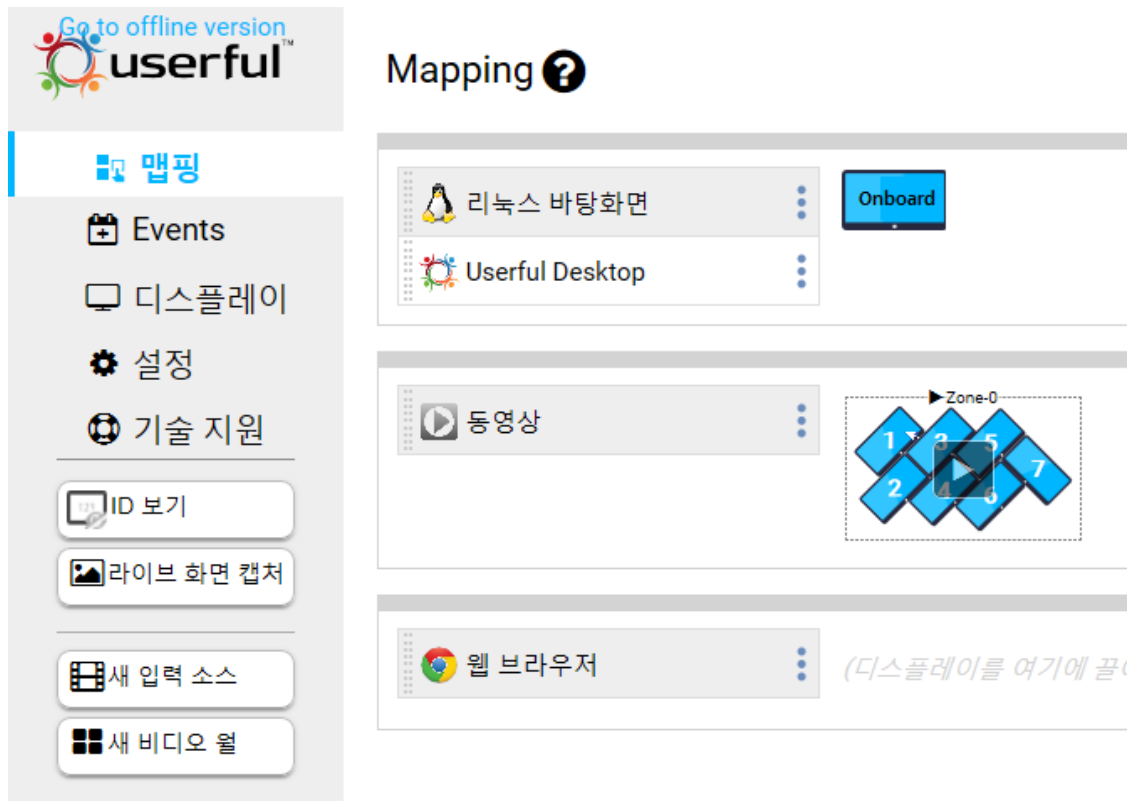 Go to offline version
userful™
Mapping ?
맵핑
Events
디스플레이
설정
기술 지원
ID 보기
라이브 화면 캡처
새 입력 소스
새 비디오 월
리눅스 바탕화면
Onboard
Userful Desktop
동영상
Zone-0
1 3 5 7
2 4 6
웹 브라우저
(디스플레이를 여기에